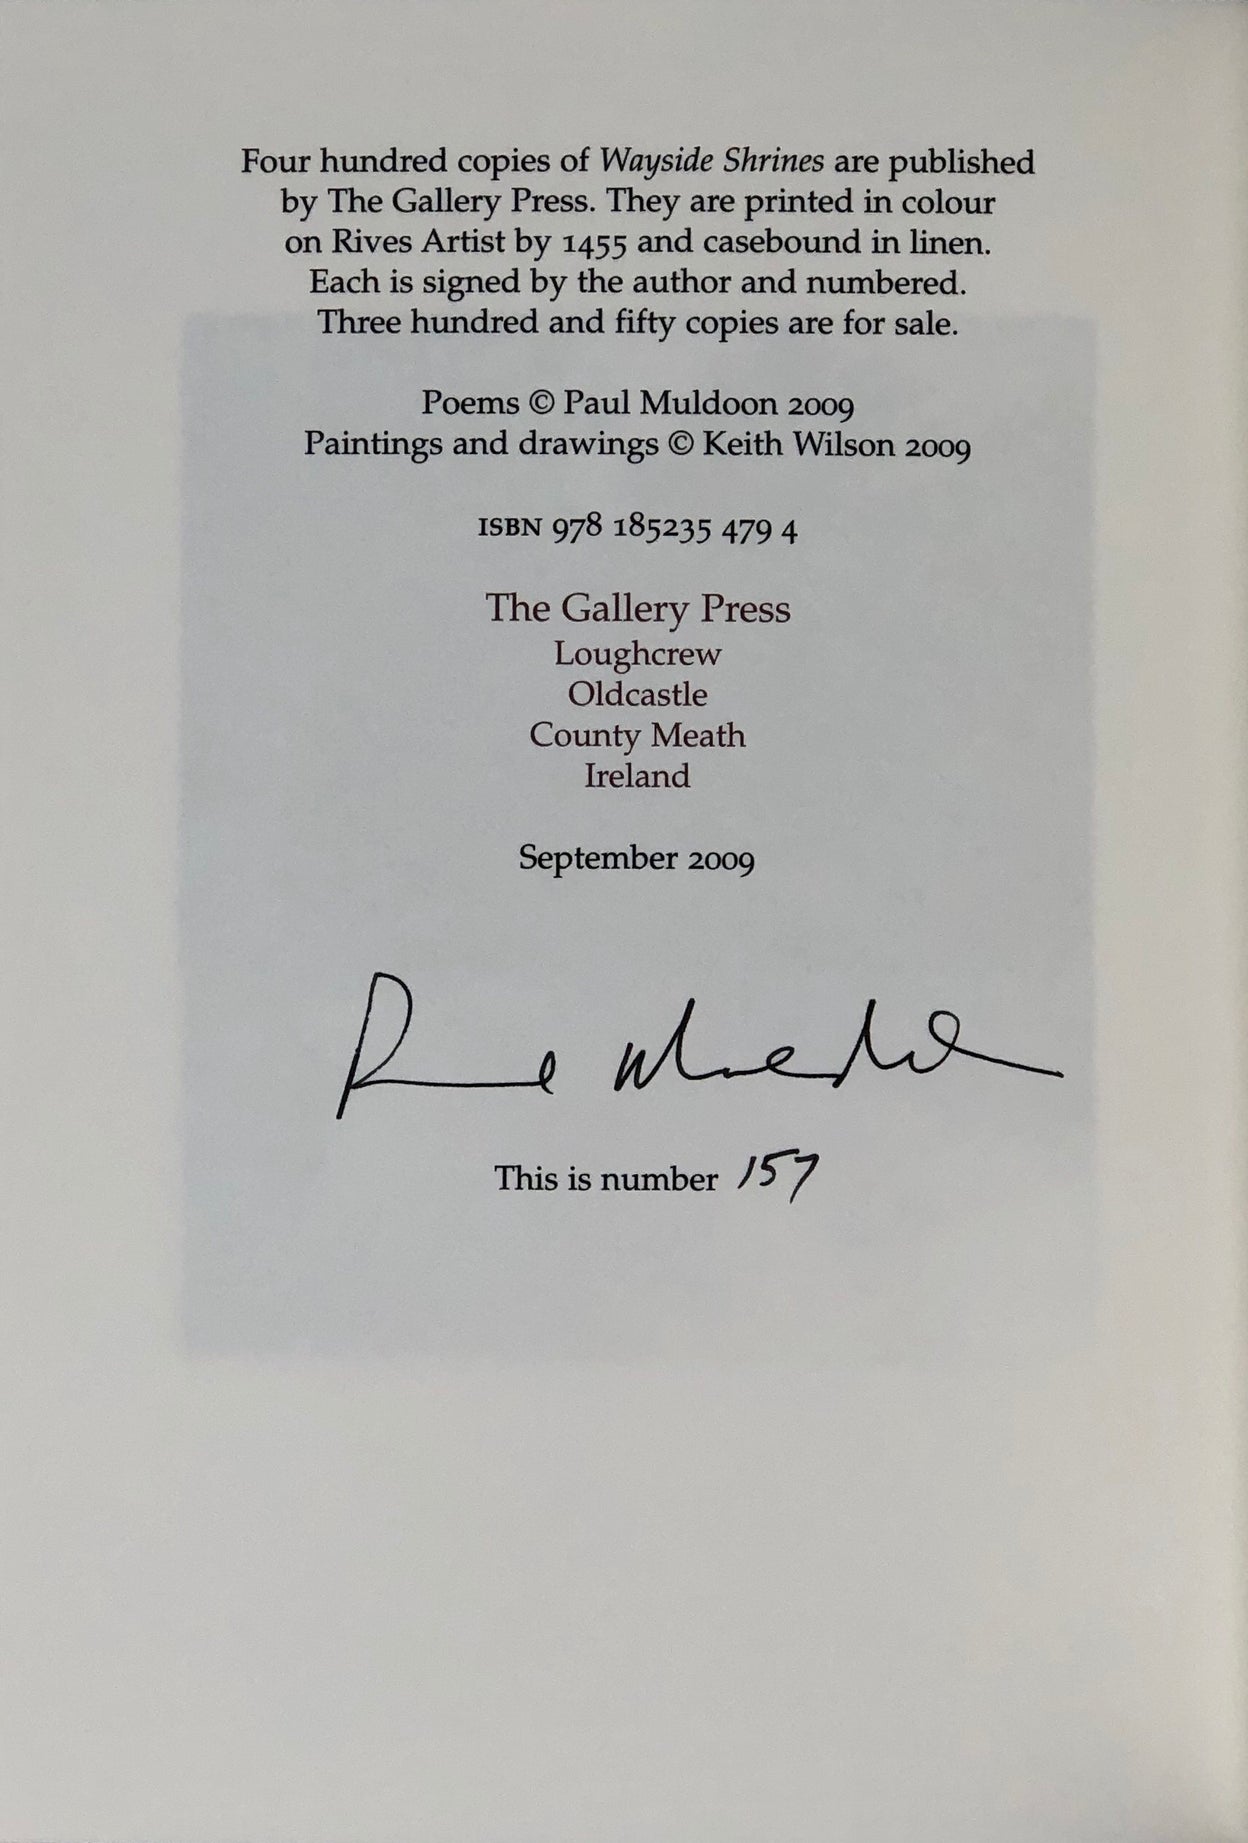 Four hundred copies of Wayside Shrines are published
by The Gallery Press. They are printed in colour
on Rives Artist by 1455 and casebound in linen.
Each is signed by the author and numbered.
Three hundred and fifty copies are for sale.
Poems © Paul Muldoon 2009
Paintings and drawings © Keith Wilson 2009
ISBN 978 185235 479 4
The Gallery Press
Loughcrew
Oldcastle
County Meath
Ireland
September 2009
Paul Muldoon
This is number 157